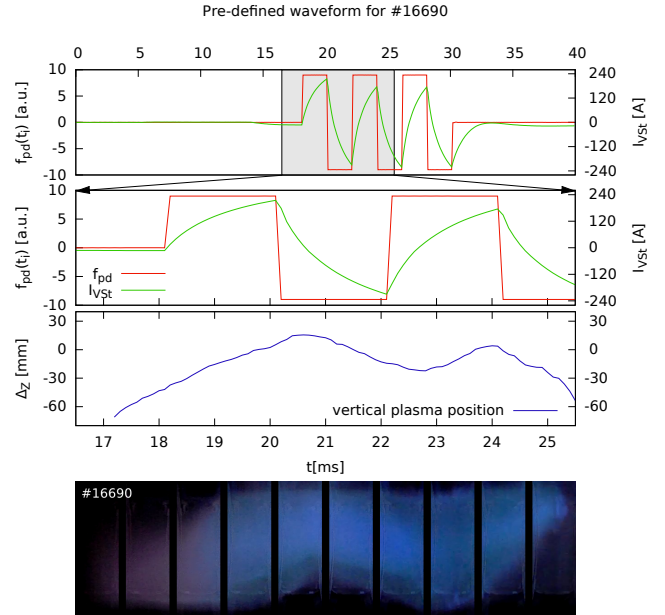 Pre-defined waveform for #16690
0 5 10 15 20 25 30 35 40
10 5 0 -5 -10
f_pd(t_i) [a.u.]
240 120 0 -120 -240
I_VSt [A]
10 5 0 -5 -10
f_pd(t_i) [a.u.]
f_pd
I_VSt
240 120 0 -120 -240
I_VSt [A]
30 0 -30 -60
Δ_Z [mm]
vertical plasma position
30 0 -30 -60
17 18 19 20 21 22 23 24 25
t[ms]
#16690